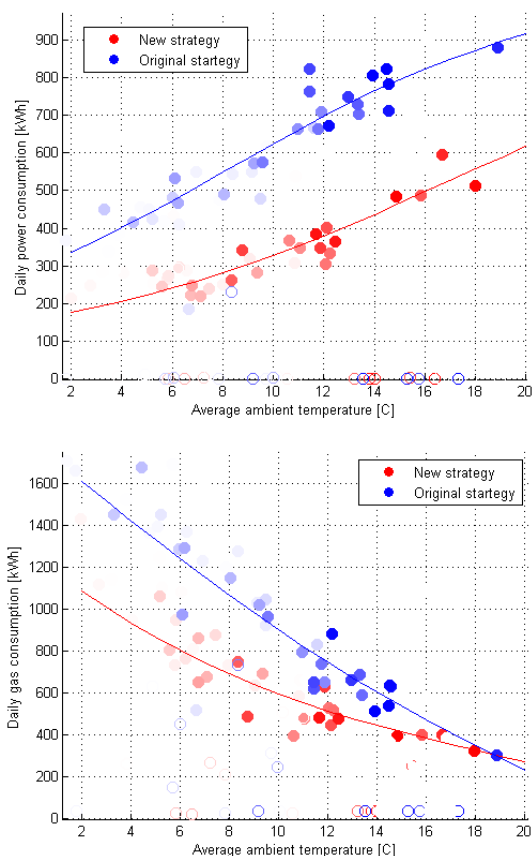 900
800
700
600
500
400
300
200
100
0
Daily power consumption [kWh]
New strategy
Original startegy
2 4 6 8 10 12 14 16 18 20
Average ambient temperature [C]
1600
1400
1200
1000
800
600
400
200
0
Daily gas consumption [kWh]
New strategy
Original startegy
2 4 6 8 10 12 14 16 18 20
Average ambient temperature [C]